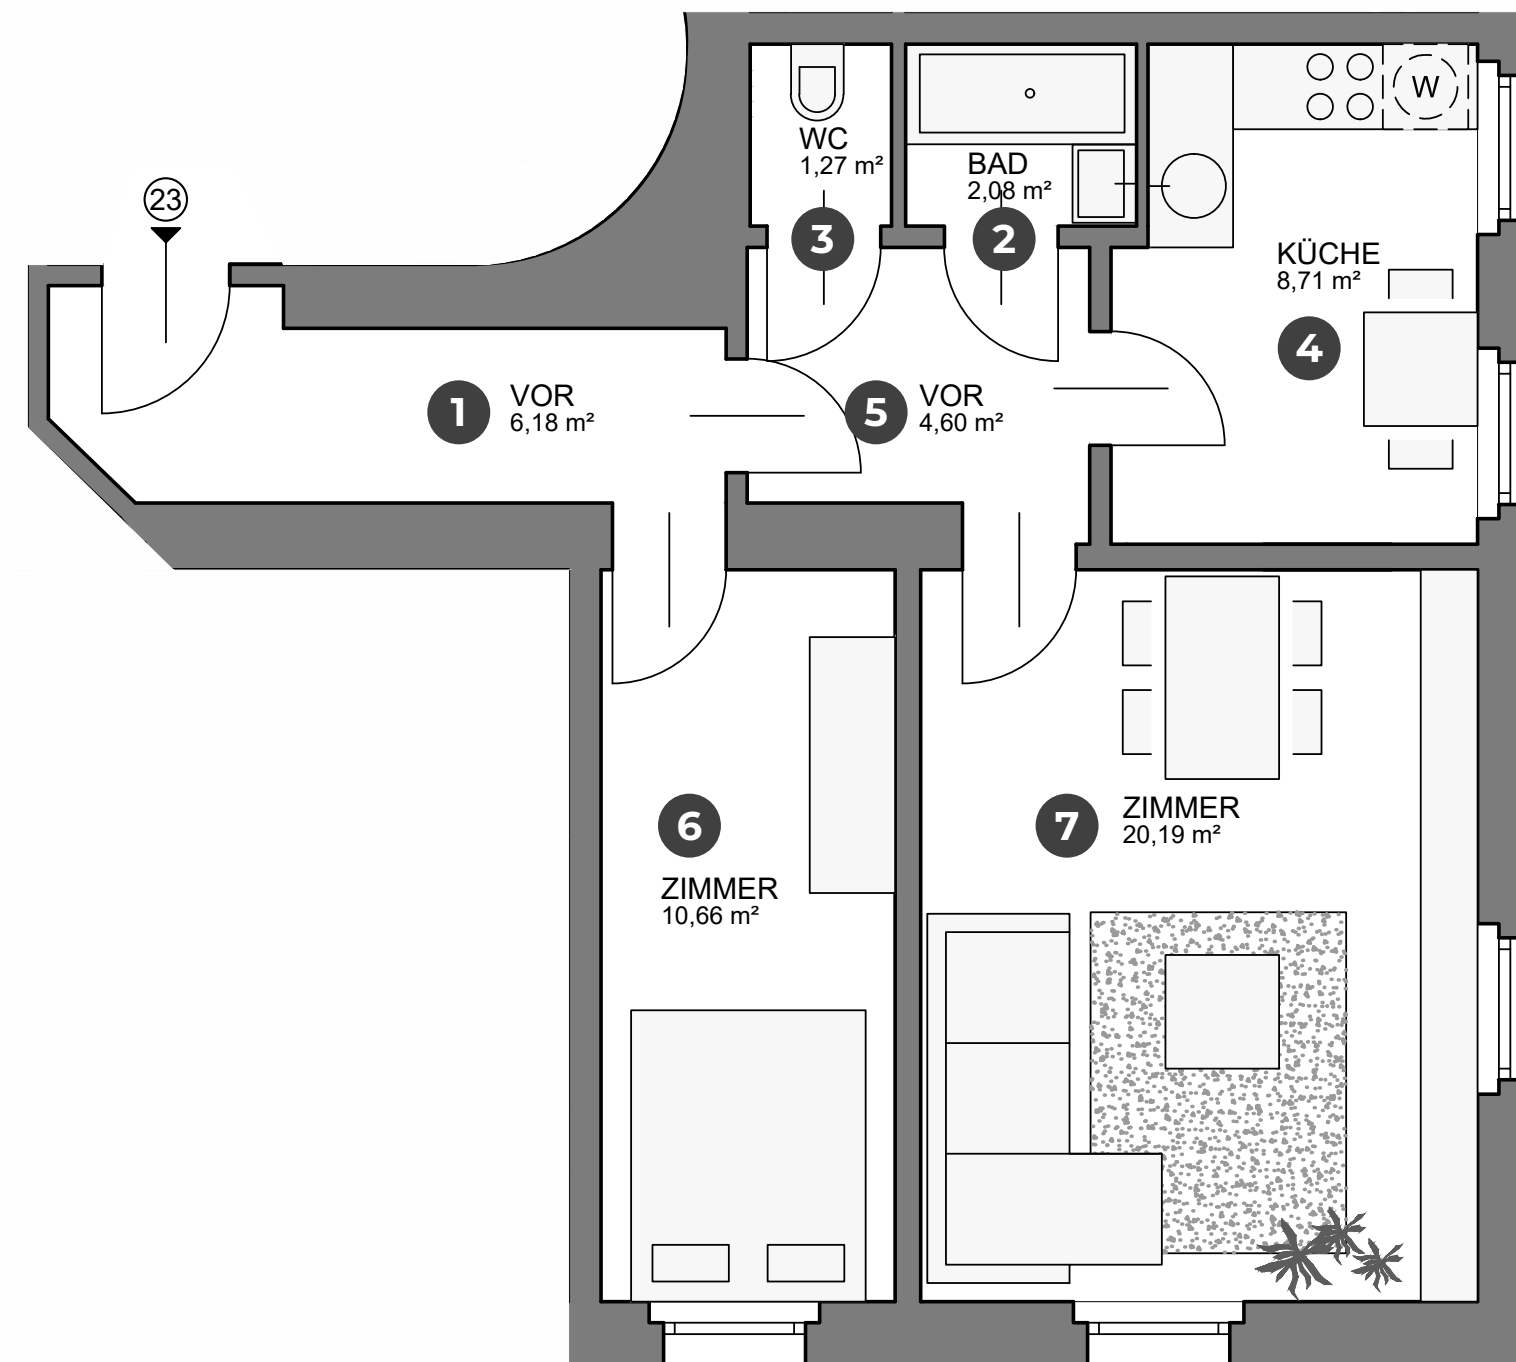 W
WC
1,27 m²
BAD
2,08 m²
23
3
2
KÜCHE
8,71 m²
4
1
VOR
6,18 m²
5
VOR
4,60 m²
6
ZIMMER
10,66 m²
7
ZIMMER
20,19 m²